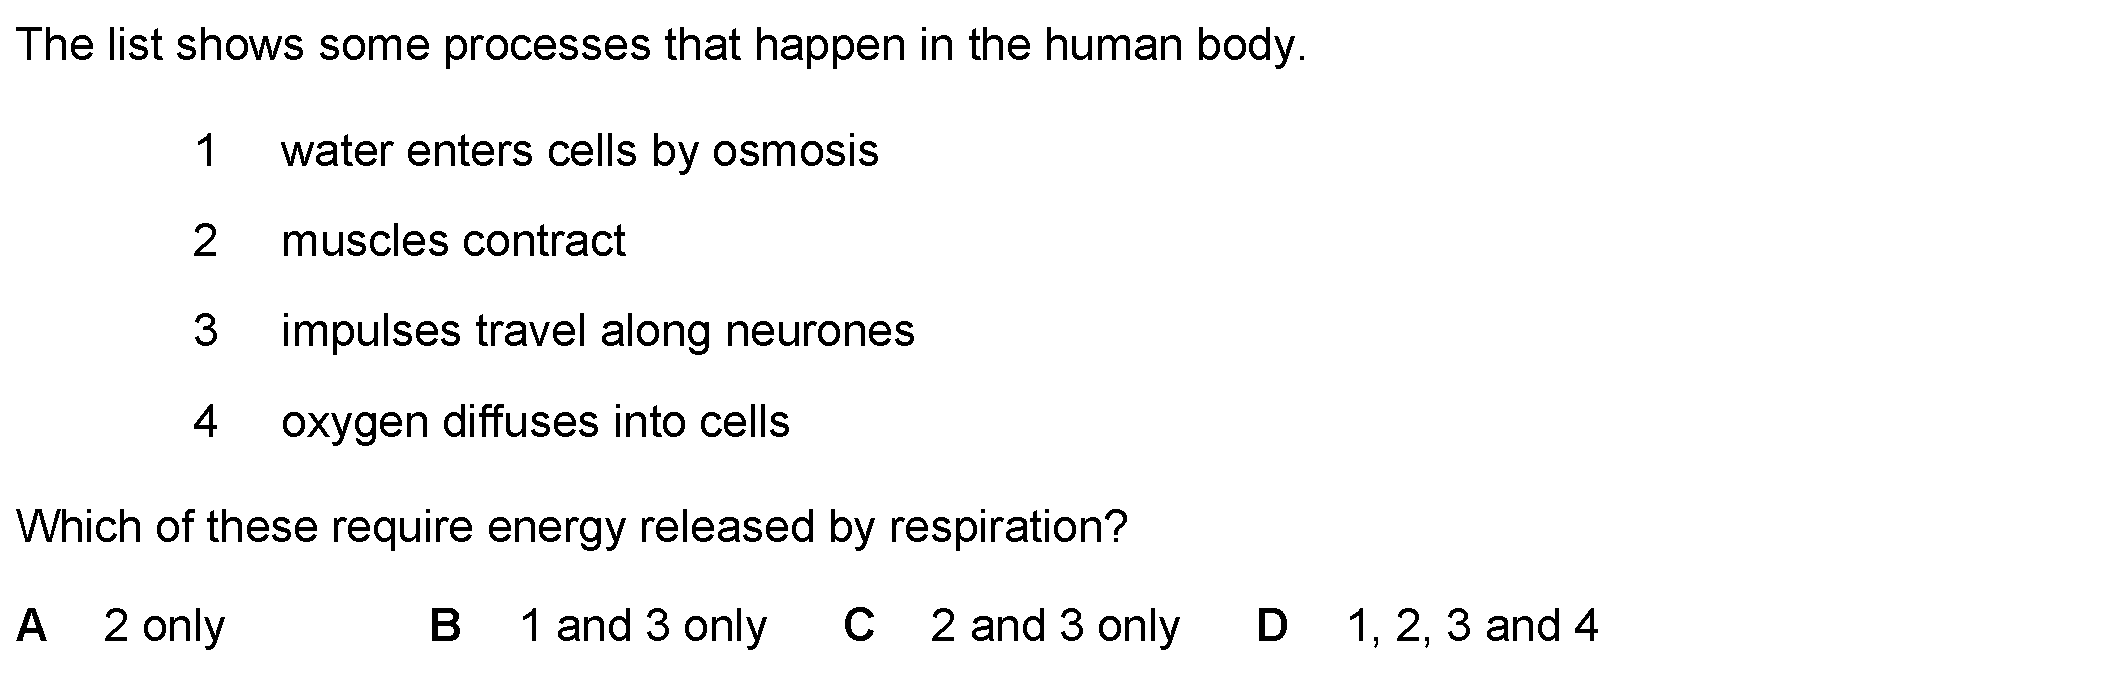 The list shows some processes that happen in the human body.
1 water enters cells by osmosis
2 muscles contract
3 impulses travel along neurones
4 oxygen diffuses into cells
Which of these require energy released by respiration?
A 2 only B 1 and 3 only C 2 and 3 only D 1, 2, 3 and 4